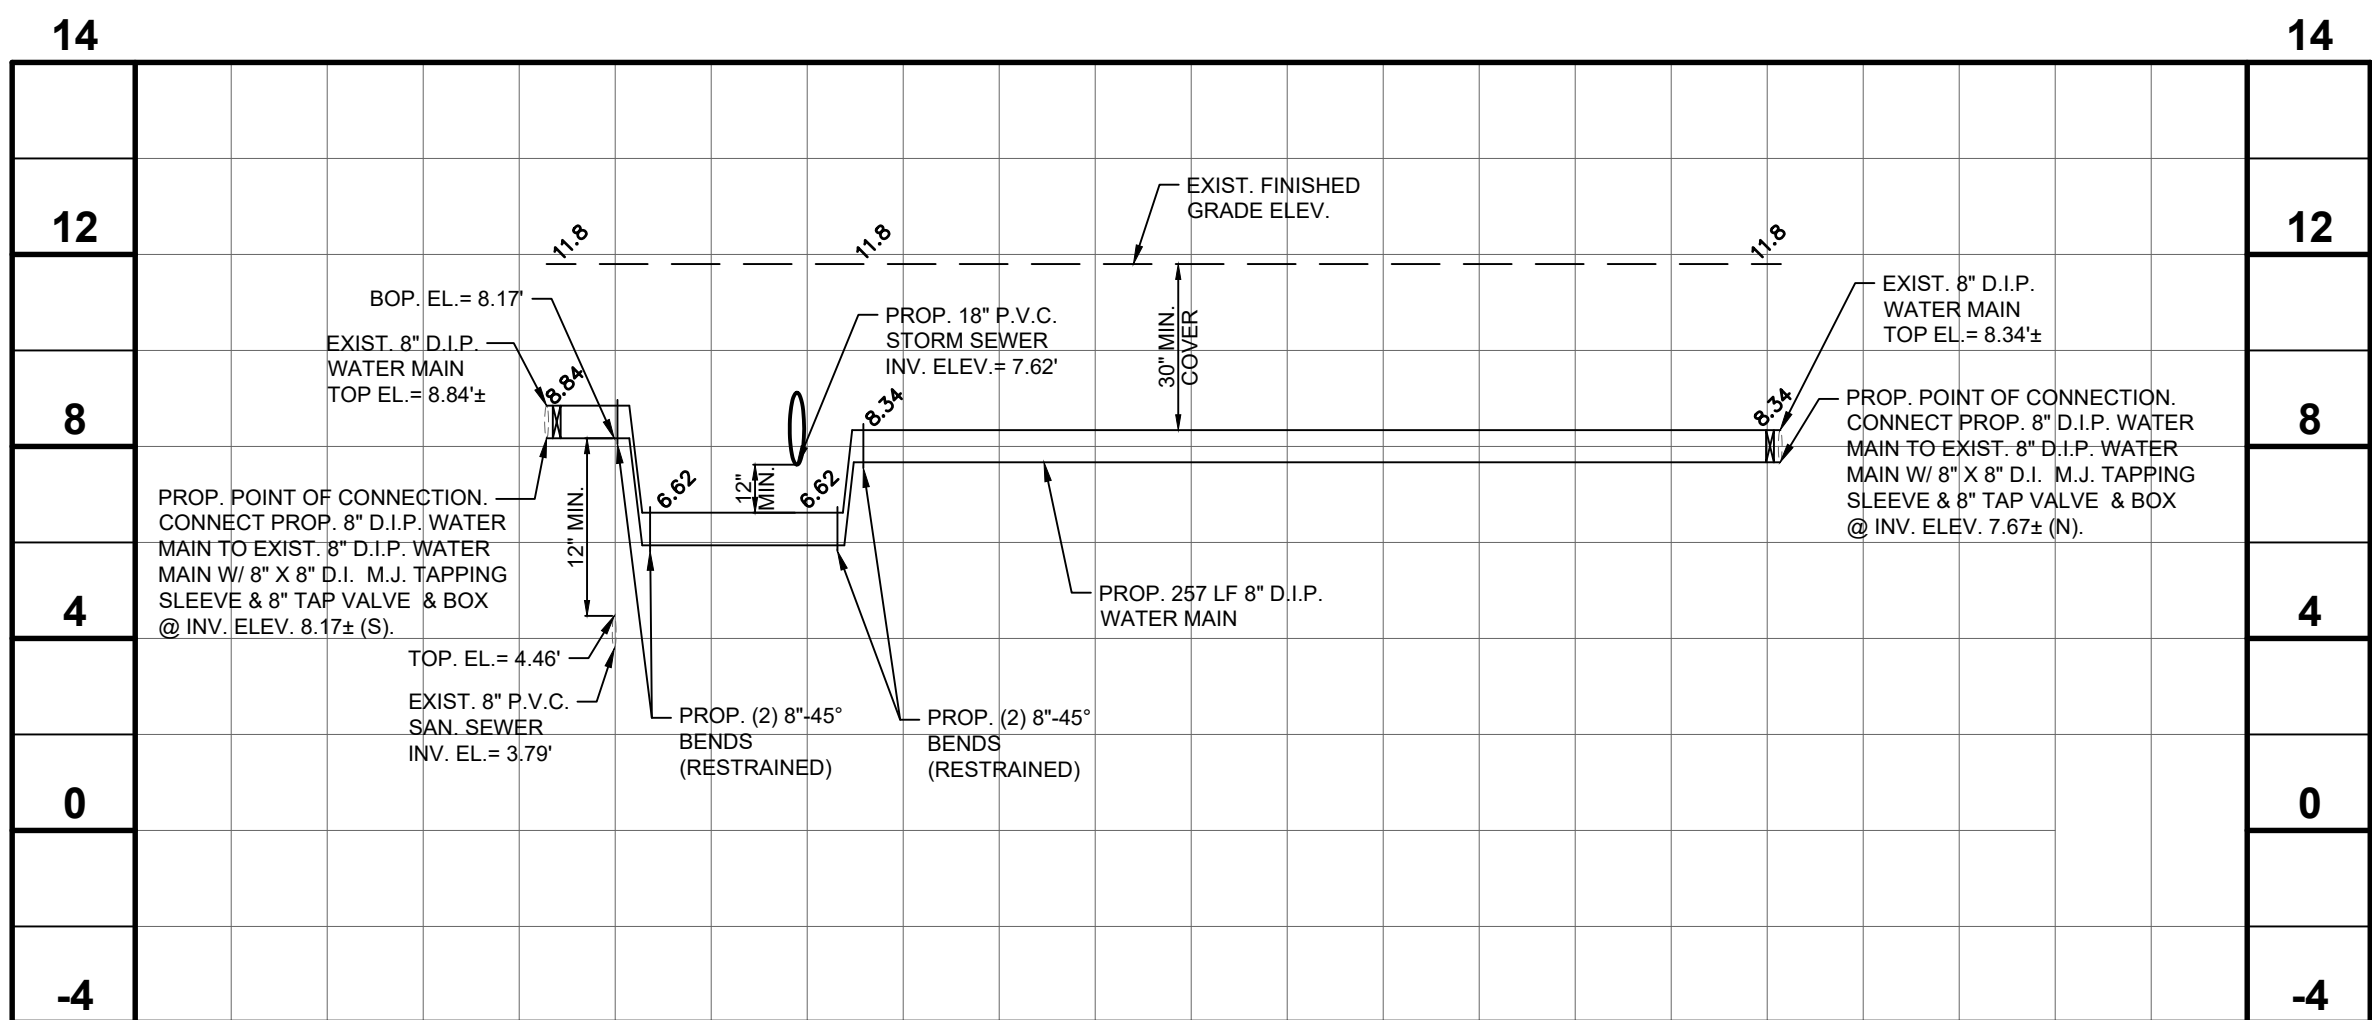 14
14
12
12
8
8
4
4
0
0
-4
-4
11.8
11.8
11.8
EXIST. FINISHED
GRADE ELEV.
BOP. EL.= 8.17'
EXIST. 8" D.I.P.
WATER MAIN
TOP EL.= 8.84'±
8.84
PROP. 18" P.V.C.
STORM SEWER
INV. ELEV.= 7.62'
30" MIN.
COVER
EXIST. 8" D.I.P.
WATER MAIN
TOP EL.= 8.34'±
8.34
8.34
PROP. POINT OF CONNECTION.
CONNECT PROP. 8" D.I.P. WATER
MAIN TO EXIST. 8" D.I.P. WATER
MAIN W/ 8" X 8" D.I. M.J. TAPPING
SLEEVE & 8" TAP VALVE & BOX
@ INV. ELEV. 7.67± (N).
PROP. POINT OF CONNECTION.
CONNECT PROP. 8" D.I.P. WATER
MAIN TO EXIST. 8" D.I.P. WATER
MAIN W/ 8" X 8" D.I. M.J. TAPPING
SLEEVE & 8" TAP VALVE & BOX
@ INV. ELEV. 8.17± (S).
12" MIN.
6.62
12"
MIN.
6.62
PROP. 257 LF 8" D.I.P.
WATER MAIN
TOP. EL.= 4.46'
EXIST. 8" P.V.C.
SAN. SEWER
INV. EL.= 3.79'
PROP. (2) 8"-45°
BENDS
(RESTRAINED)
PROP. (2) 8"-45°
BENDS
(RESTRAINED)